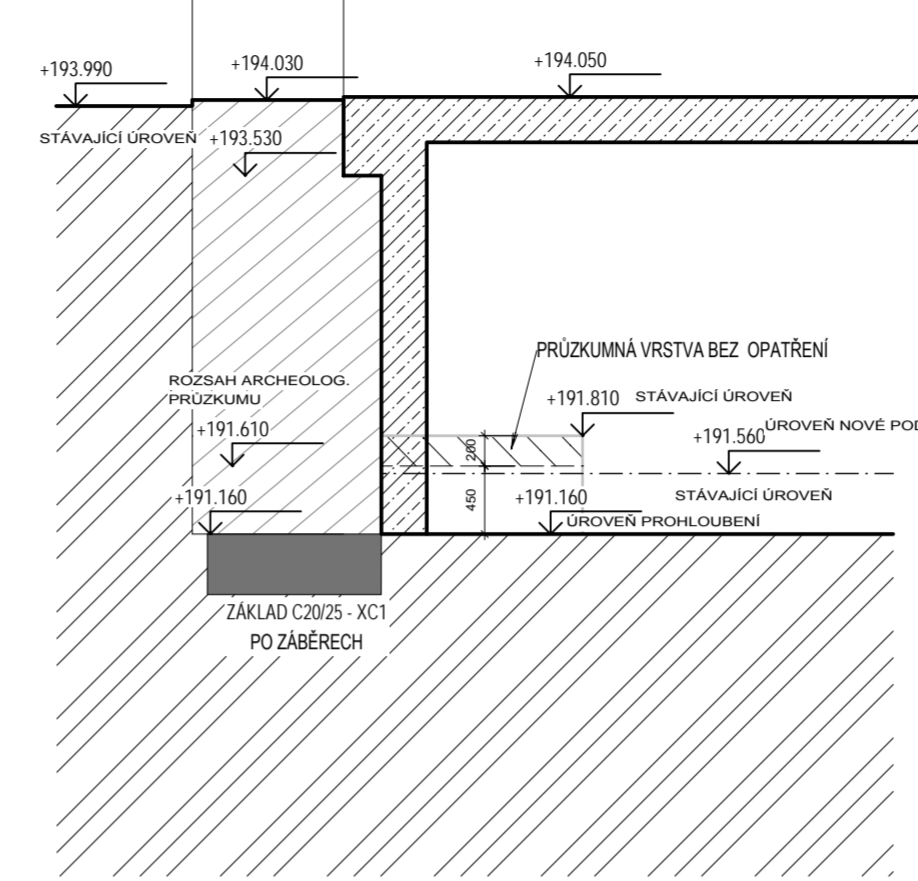 +193.990
+194.030
+194.050
STÁVAJÍCÍ ÚROVEŇ
+193.530
PRŮZKUMNÁ VRSTVA BEZ OPATŘENÍ
ROZSAH ARCHEOLOG.
PRŮZKUMU
+191.810
STÁVAJÍCÍ ÚROVEŇ
+191.610
+191.560
ÚROVEŇ NOVÉ POD
200
+191.160
450
+191.160
STÁVAJÍCÍ ÚROVEŇ
ÚROVEŇ PROHLOUBENÍ
ZÁKLAD C20/25 - XC1
PO ZÁBĚRECH